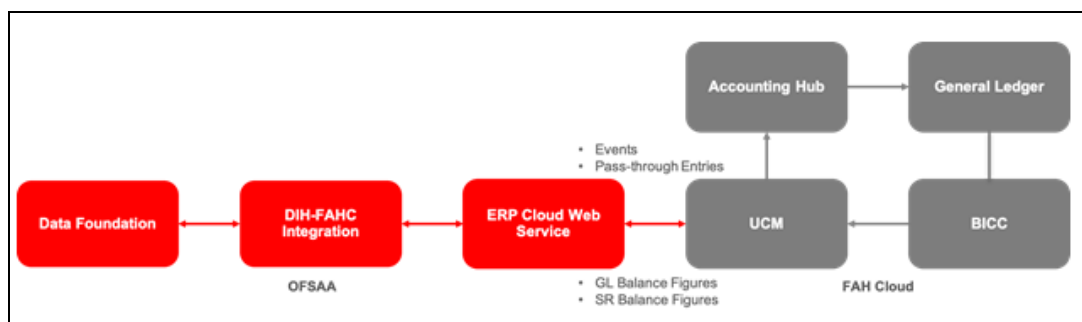 Accounting Hub
General Ledger
• Events
• Pass-through Entries
Data Foundation
DIH-FAHC
Integration
ERP Cloud Web
Service
UCM
BICC
OFSAA
• GL Balance Figures
• SR Balance Figures
FAH Cloud